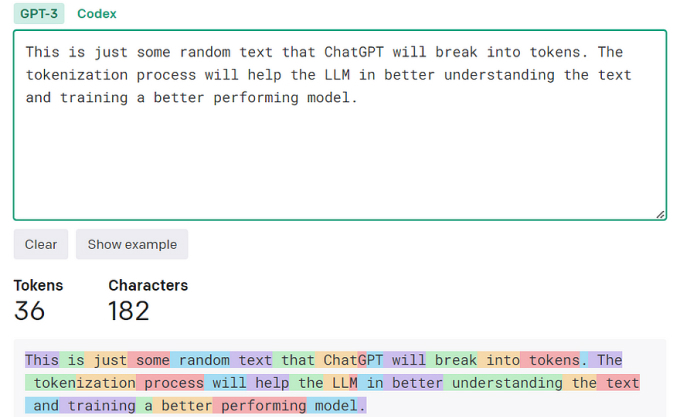 GPT-3 Codex
This is just some random text that ChatGPT will break into tokens. The
tokenization process will help the LLM in better understanding the text
and training a better performing model.
Clear Show example
Tokens Characters
36 182
This is just some random text that ChatGPT will break into tokens. The
tokenization process will help the LLM in better understanding the text
and training a better performing model.